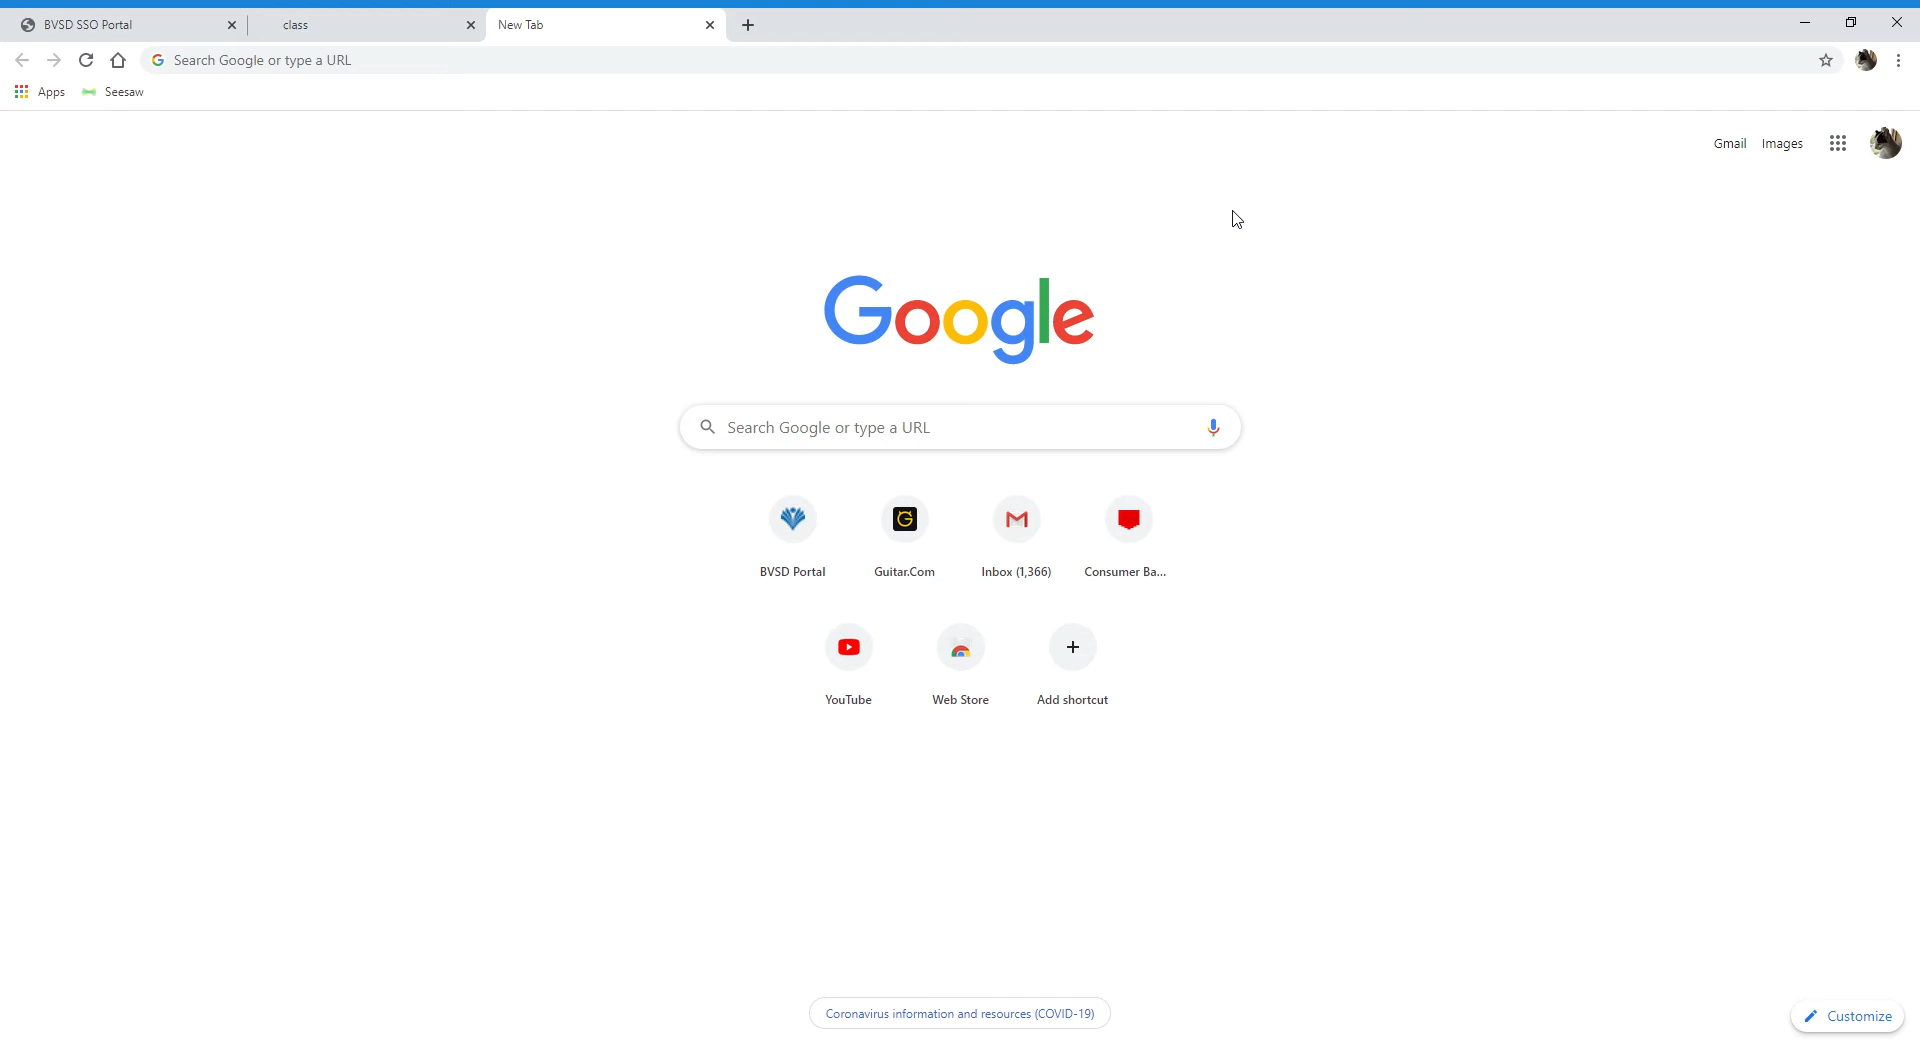 BVSD SSO Portal
class
New Tab
Search Google or type a URL
Apps
Seesaw
Gmail
Images
Google
Search Google or type a URL
BVSD Portal
Guitar.Com
Inbox (1,366)
Consumer Ba...
YouTube
Web Store
Add shortcut
Coronavirus information and resources (COVID-19)
Customize